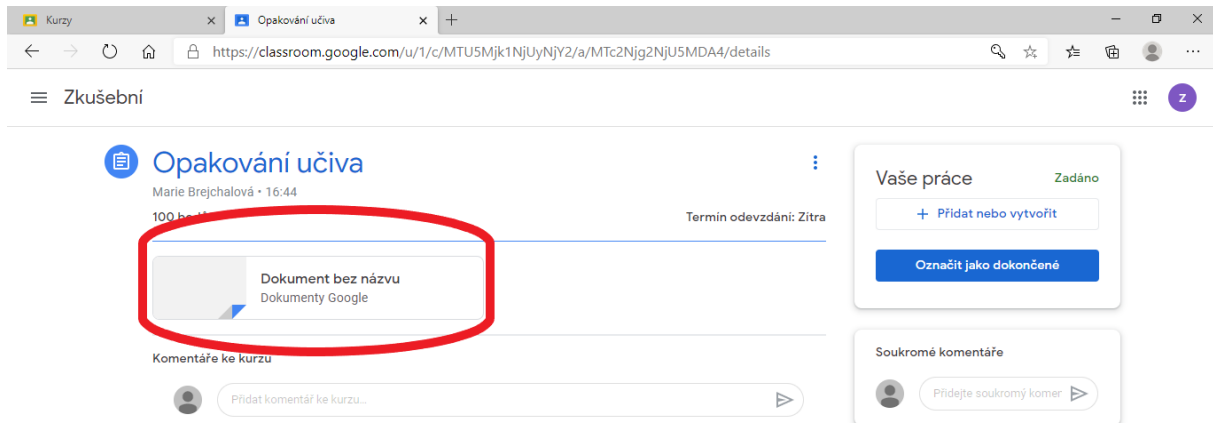 Kurzy
Opakování učiva
https://classroom.google.com/u/1/c/MTU5Mjk1NjUyNjY2/a/MTc2Njg2NjU5MDA4/details
Zkušební
Z
Opakování učiva
Marie Brejchalová • 16:44
100
Termín odevzdání: Zítra
Dokument bez názvu
Dokumenty Google
Komentáře ke kurzu
Přidat komentář ke kurzu...
Vaše práce
Zadáno
+ Přidat nebo vytvořit
Označit jako dokončené
Soukromé komentáře
Přidejte soukromý komer